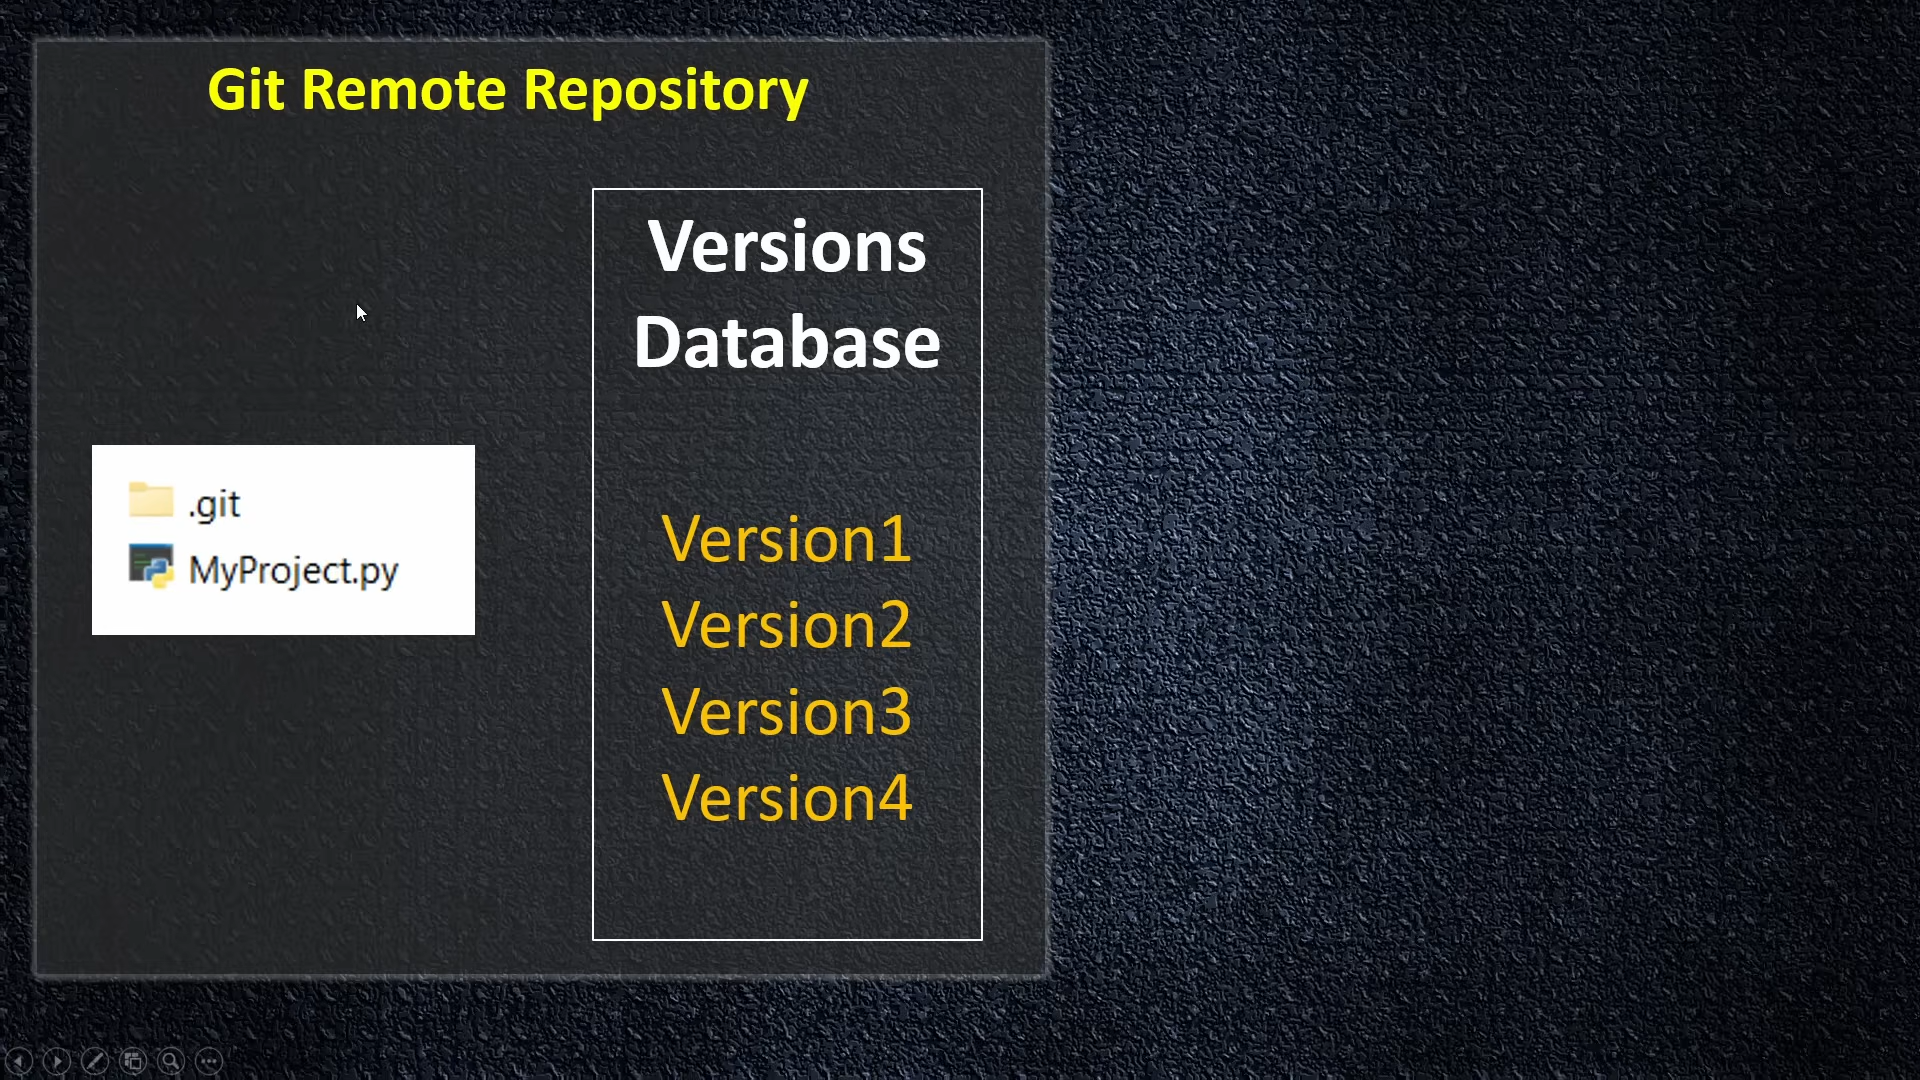 Git Remote Repository
Versions
Database
.git
MyProject.py
Version1
Version2
Version3
Version4